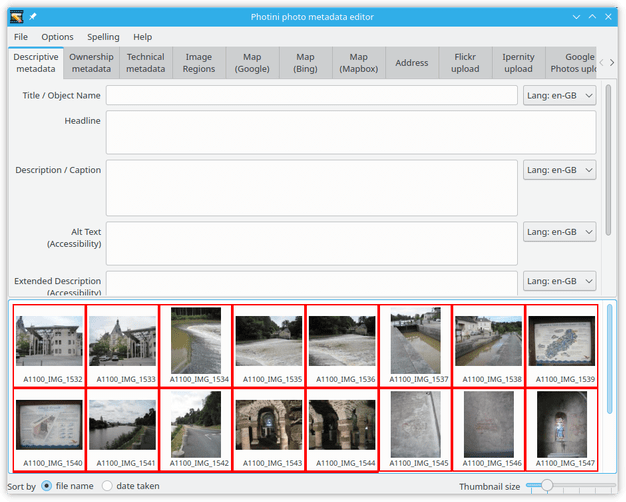 Photini photo metadata editor
File Options Spelling Help
Descriptive metadata
Ownership metadata
Technical metadata
Image Regions
Map (Google)
Map (Bing)
Map (Mapbox)
Address
Flickr upload
Ipernity upload
Google Photos uplo
Title / Object Name
Lang: en-GB
Headline
Description / Caption
Lang: en-GB
Alt Text
(Accessibility)
Lang: en-GB
Extended Description
(Accessibility)
Lang: en-GB
A1100_IMG_1532 A1100_IMG_1533 A1100_IMG_1534 A1100_IMG_1535 A1100_IMG_1536 A1100_IMG_1537 A1100_IMG_1538 A1100_IMG_1539
A1100_IMG_1540 A1100_IMG_1541 A1100_IMG_1542 A1100_IMG_1543 A1100_IMG_1544 A1100_IMG_1545 A1100_IMG_1546 A1100_IMG_1547
Sort by file name date taken Thumbnail size